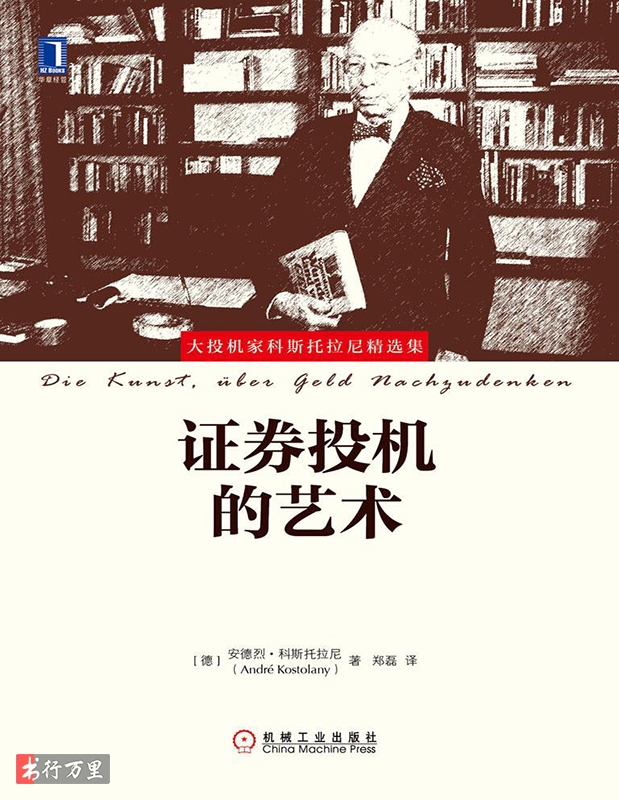 HZ Books
华章经管
大投机家科斯托拉尼精选集
Die Kunst, über Geld Nachzudenken
证券投机
的艺术
[德] 安德烈·科斯托拉尼 著 郑磊 译
(André Kostolany)
机械工业出版社
China Machine Press
书行万里